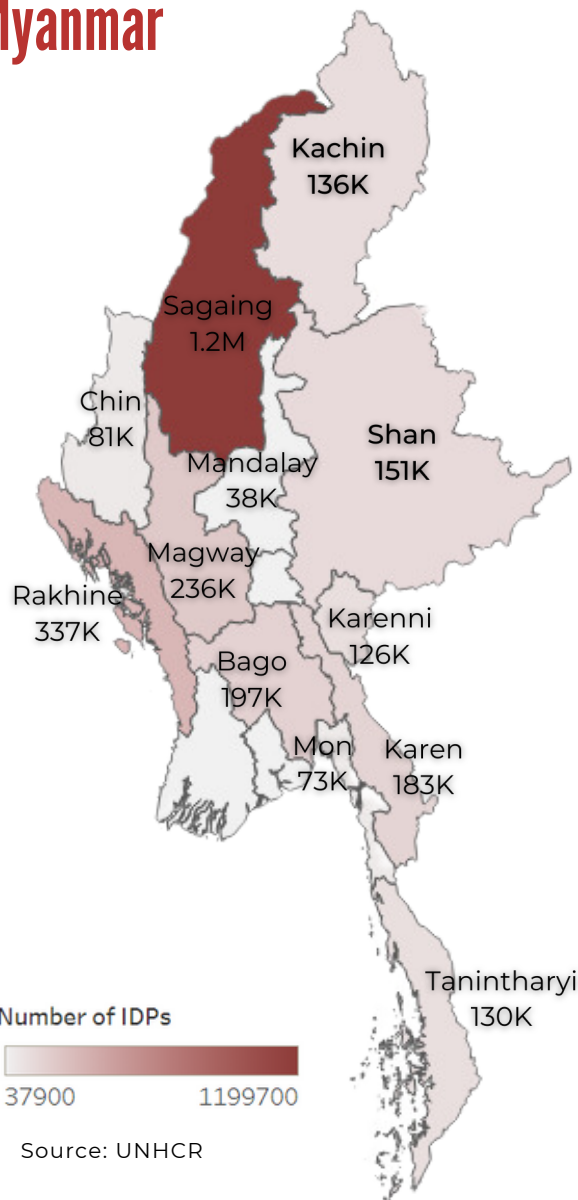 Myanmar
Kachin
136K
Sagaing
1.2M
Chin
81K
Shan
151K
Mandalay
38K
Magway
236K
Rakhine
337K
Karenni
126K
Bago
197K
Mon
73K
Karen
183K
Tanintharyi
130K
Number of IDPs
37900 1199700
Source: UNHCR